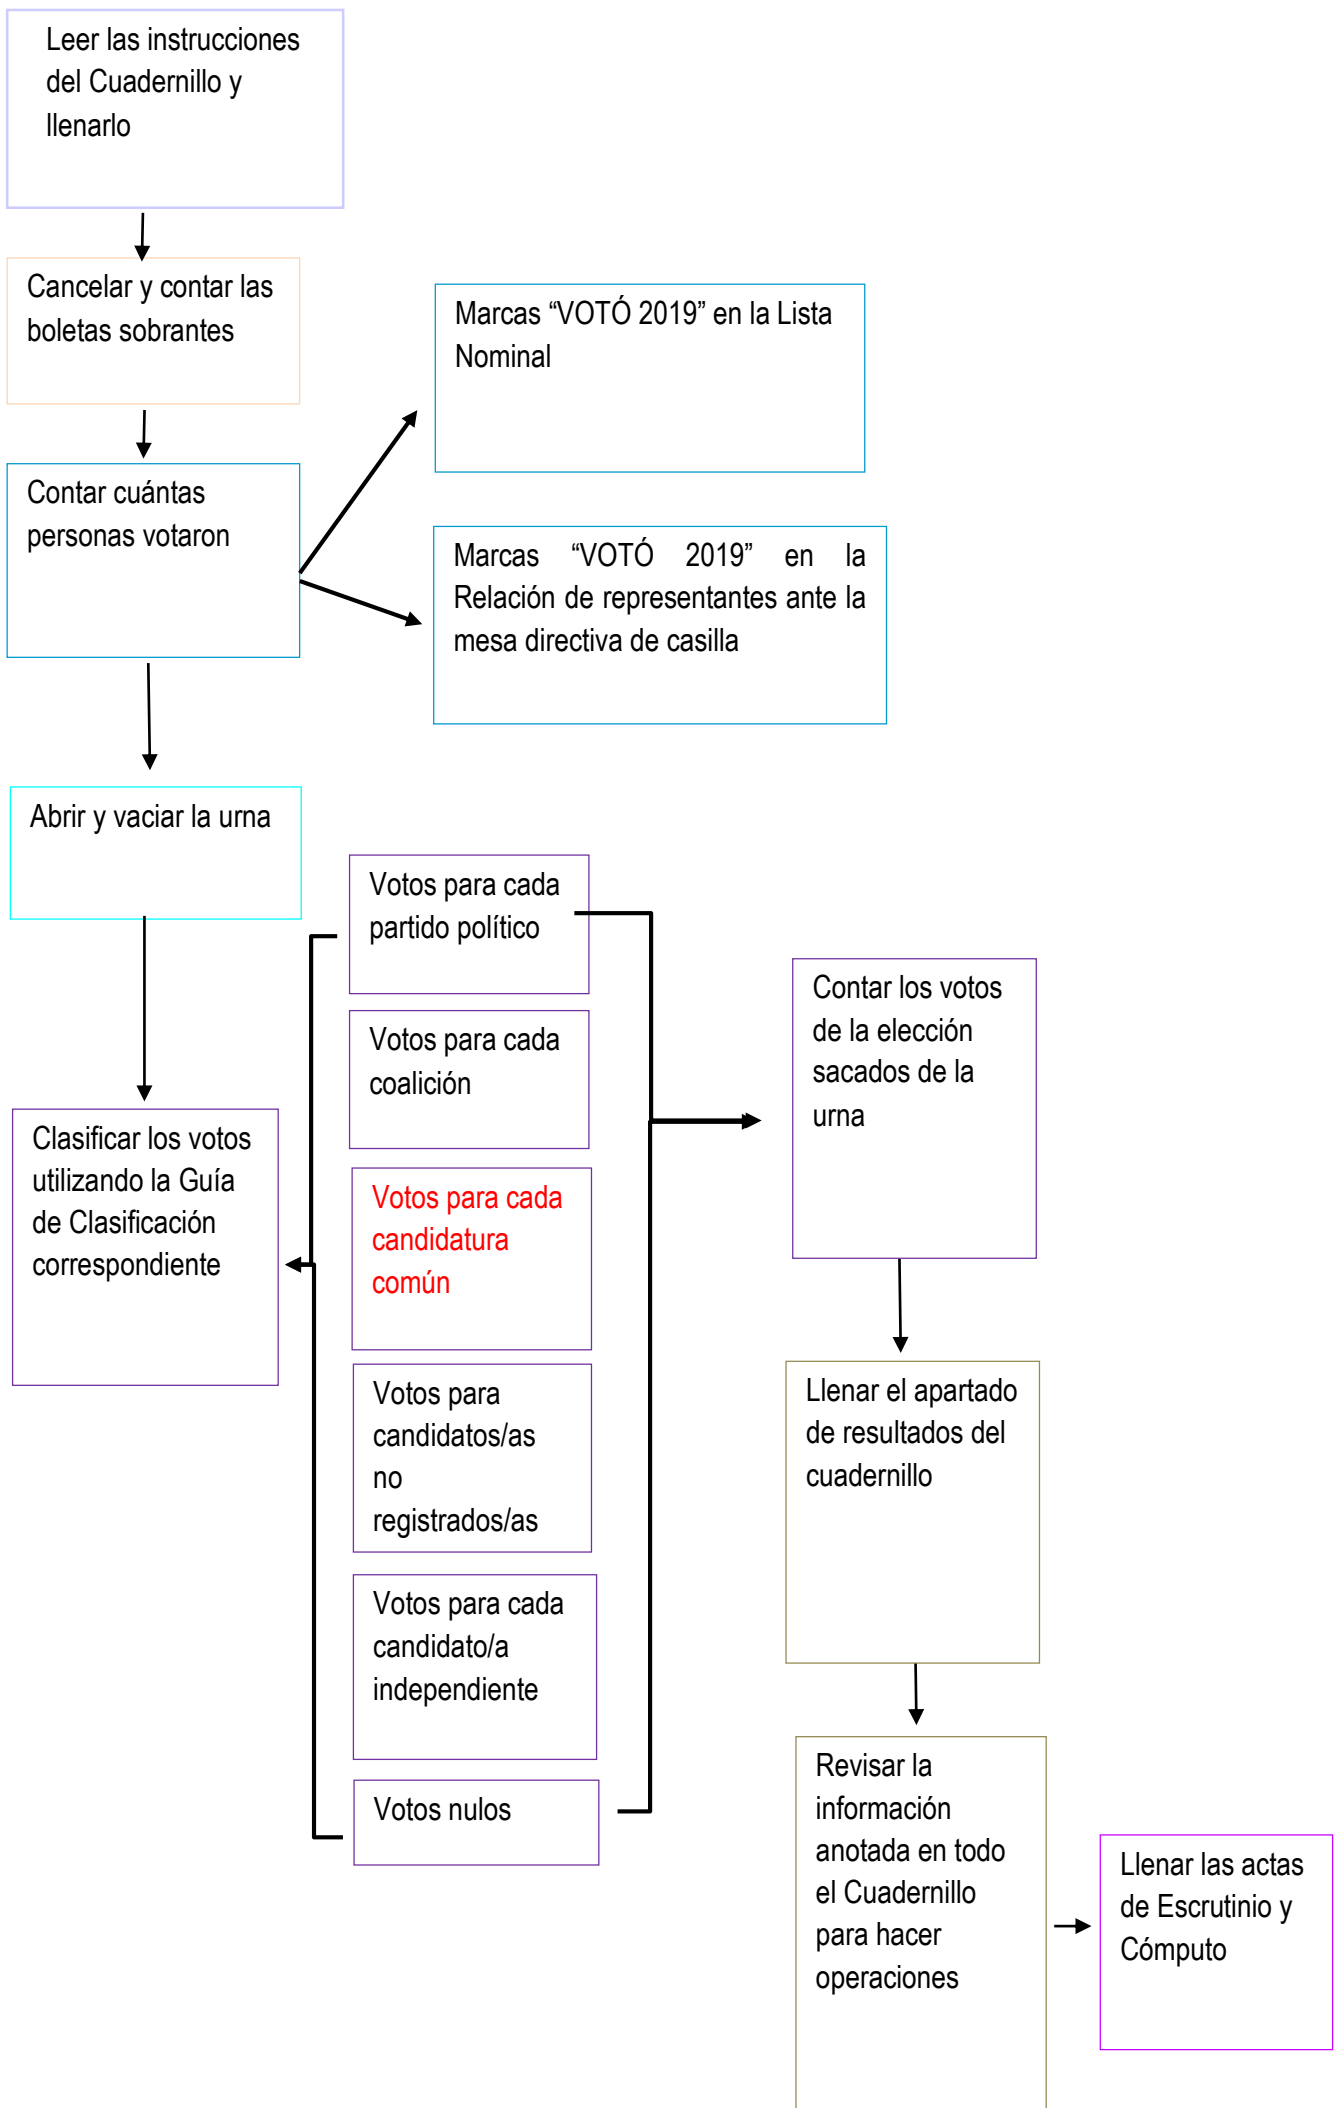 Leer las instrucciones
del Cuadernillo y
llenarlo
Cancelar y contar las
boletas sobrantes
Marcas “VOTÓ 2019” en la Lista
Nominal
Contar cuántas
personas votaron
Marcas “VOTÓ 2019” en la
Relación de representantes ante la
mesa directiva de casilla
Abrir y vaciar la urna
Votos para cada
partido político
Votos para cada
coalición
Votos para cada
candidatura
común
Votos para
candidatos/as
no
registrados/as
Votos para cada
candidato/a
independiente
Votos nulos
Clasificar los votos
utilizando la Guía
de Clasificación
correspondiente
Contar los votos
de la elección
sacados de la
urna
Llenar el apartado
de resultados del
cuadernillo
Revisar la
información
anotada en todo
el Cuadernillo
para hacer
operaciones
Llenar las actas
de Escrutinio y
Cómputo